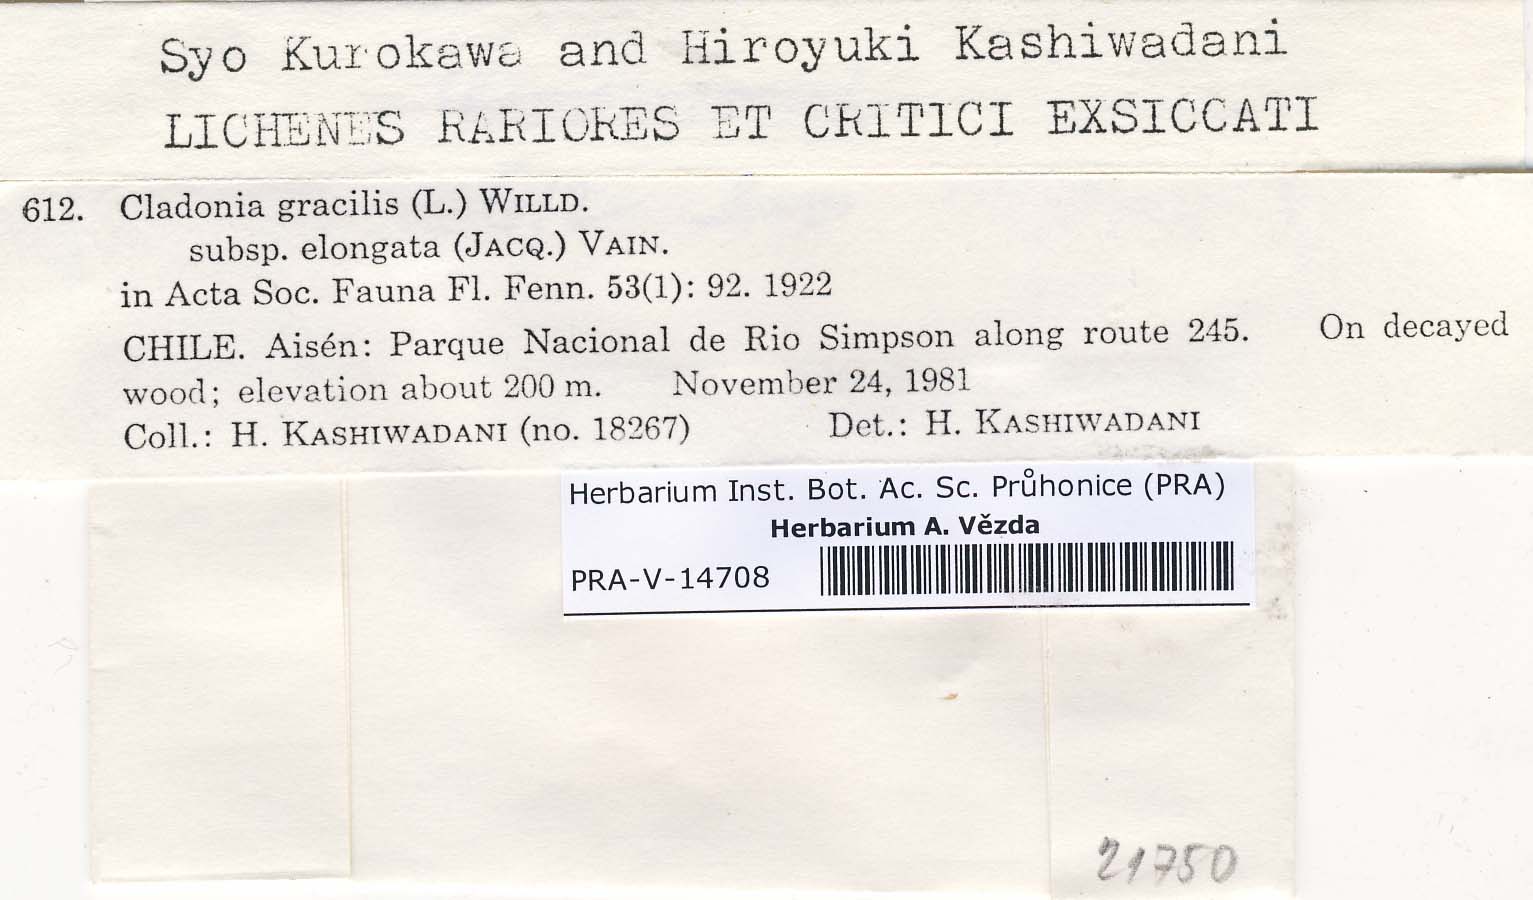 Syo Kurokawa and Hiroyuki Kashiwadani
LICHENES RARIORES ET CRITICI EXSICCATI
612. Cladonia gracilis (L.) WILLD.
subsp. elongata (JACQ.) VAIN.
in Acta Soc. Fauna Fl. Fenn. 53(1): 92. 1922
CHILE. Aisén: Parque Nacional de Rio Simpson along route 245. On decayed
wood; elevation about 200 m. November 24, 1981
Coll.: H. KASHIWADANI (no. 18267) Det.: H. KASHIWADANI
Herbarium Inst. Bot. Ac. Sc. Průhonice (PRA)
Herbarium A. Vězda
PRA-V-14708
21750